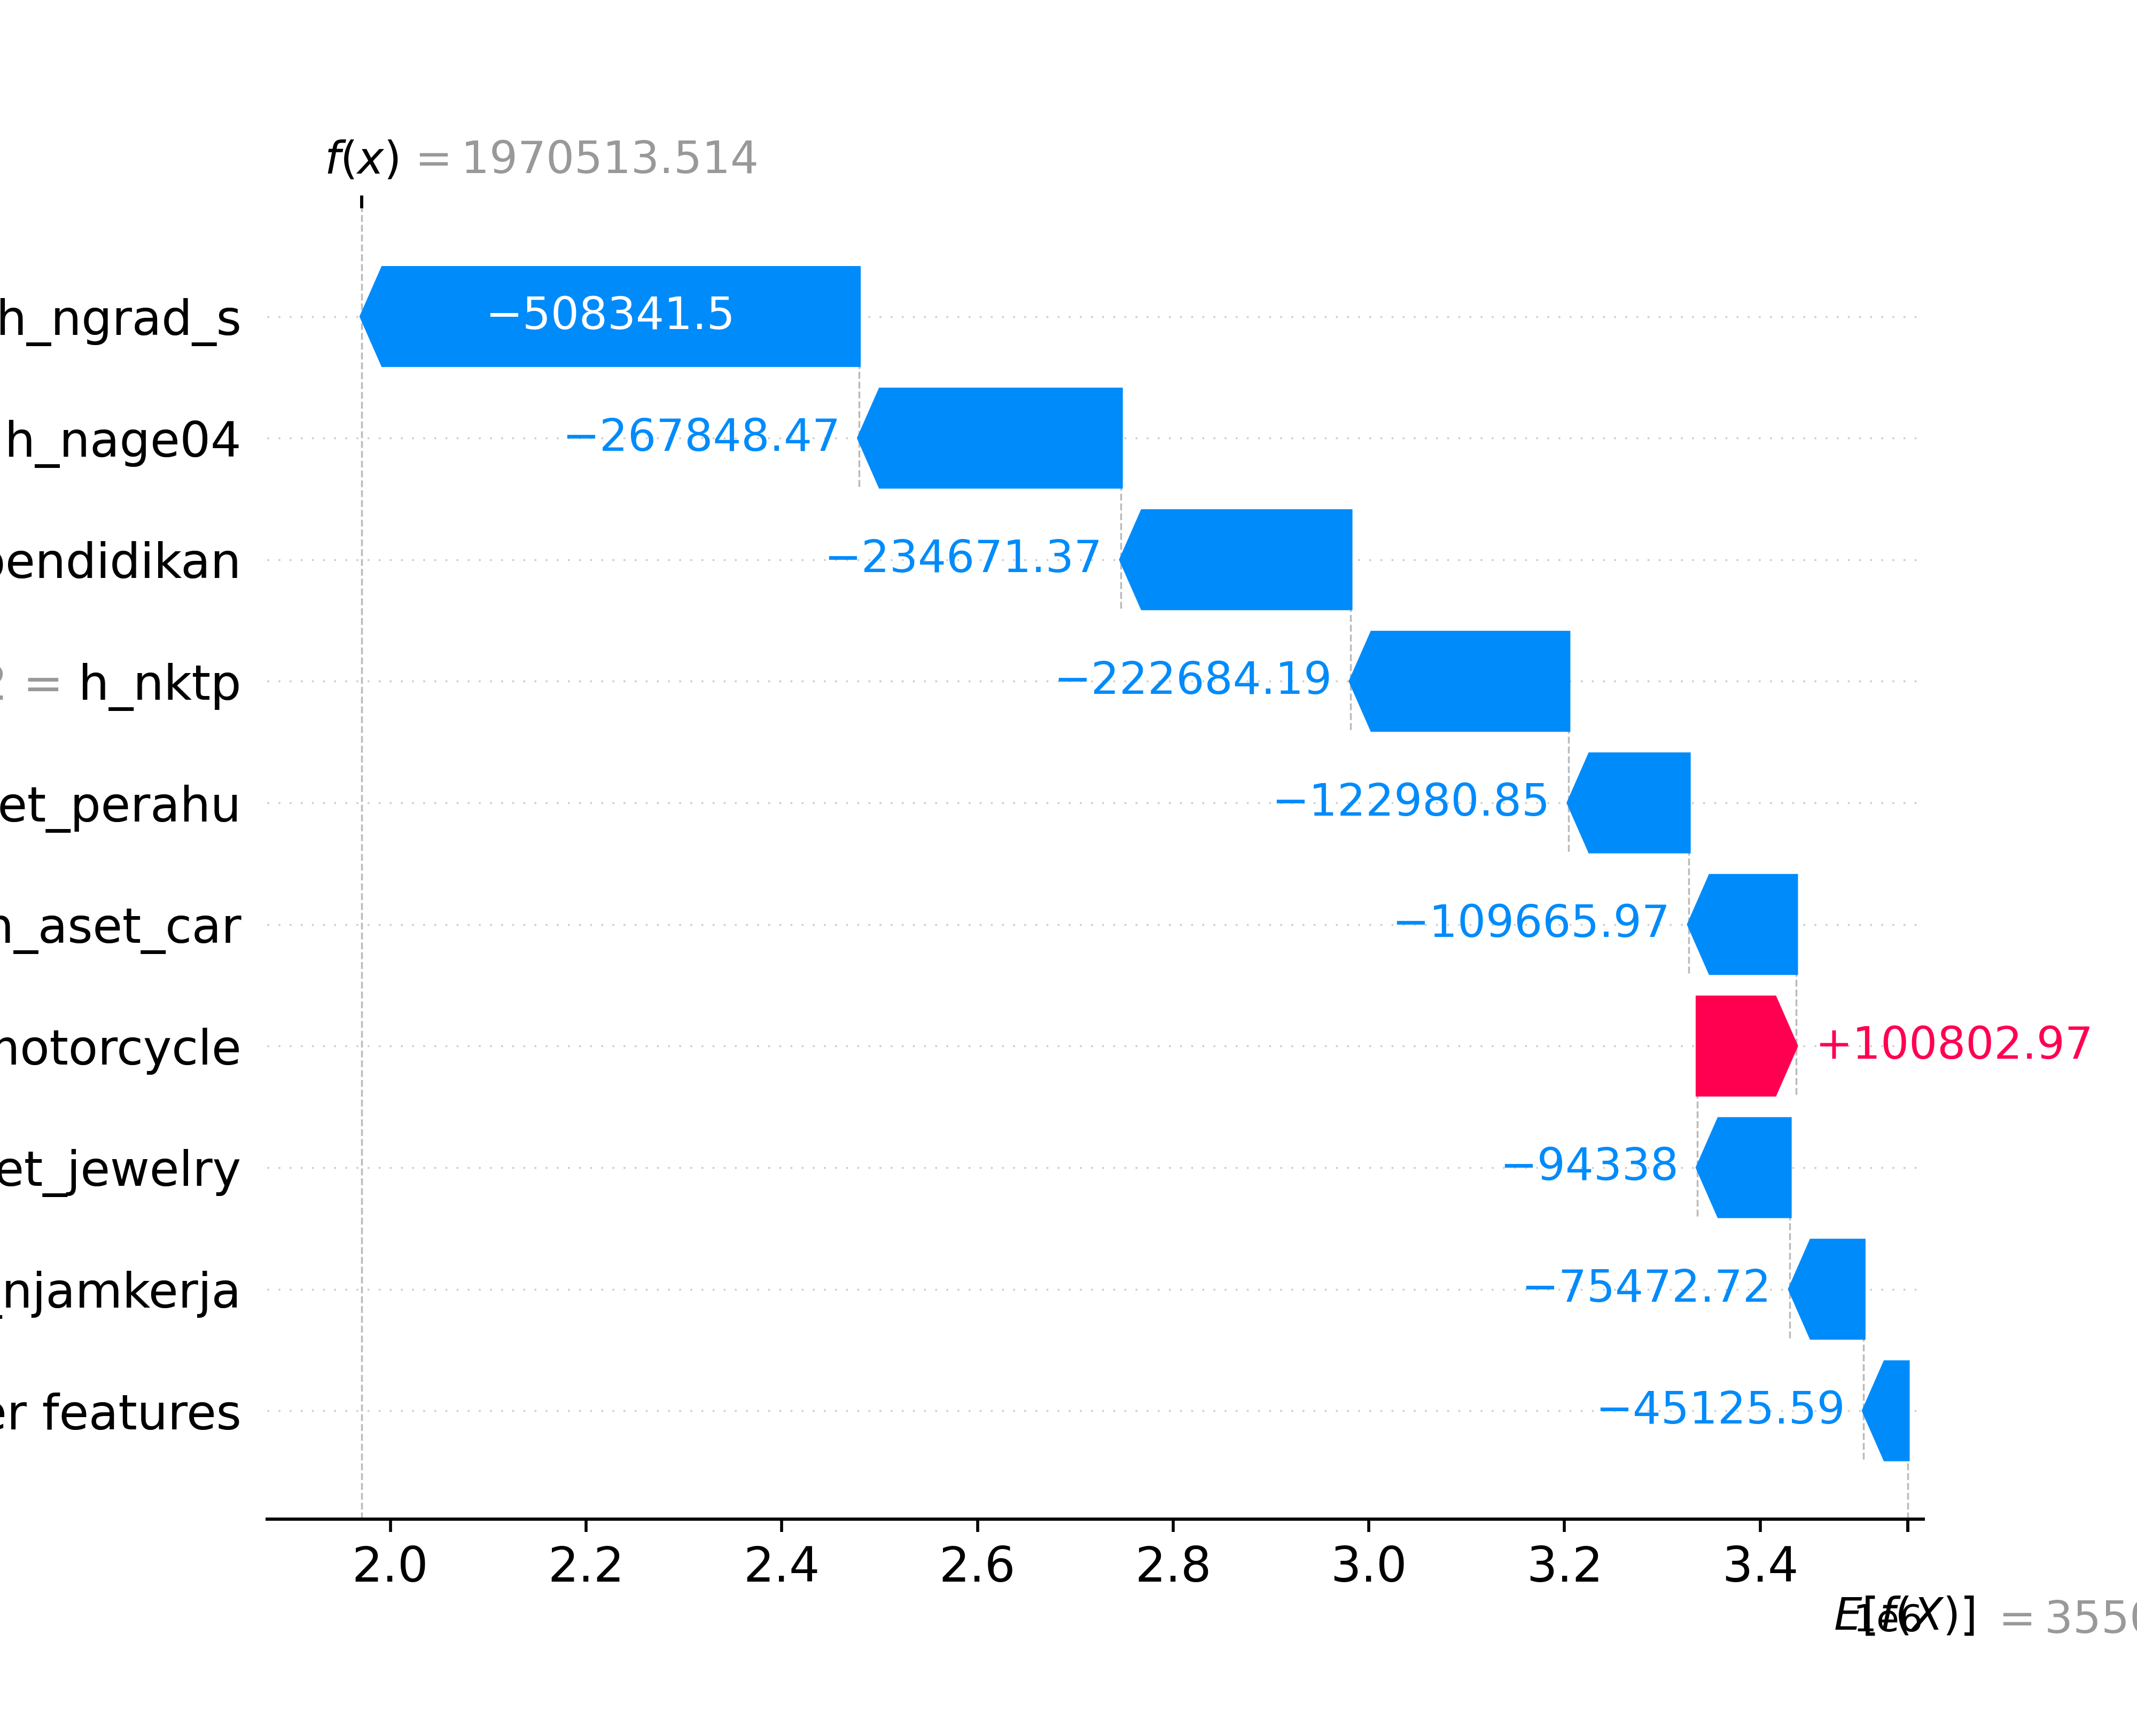 f(x) = 1970513.514
h_ngrad_s −508341.5
h_nage04 −267848.47
pendidikan −234671.37
= h_nktp −222684.19
et_perahu −122980.85
h_aset_car −109665.97
motorcycle +100802.97
et_jewelry −94338
_njamkerja −75472.72
er features −45125.59
2.0 2.2 2.4 2.6 2.8 3.0 3.2 3.4
1e6
E[f(X)] = 3550